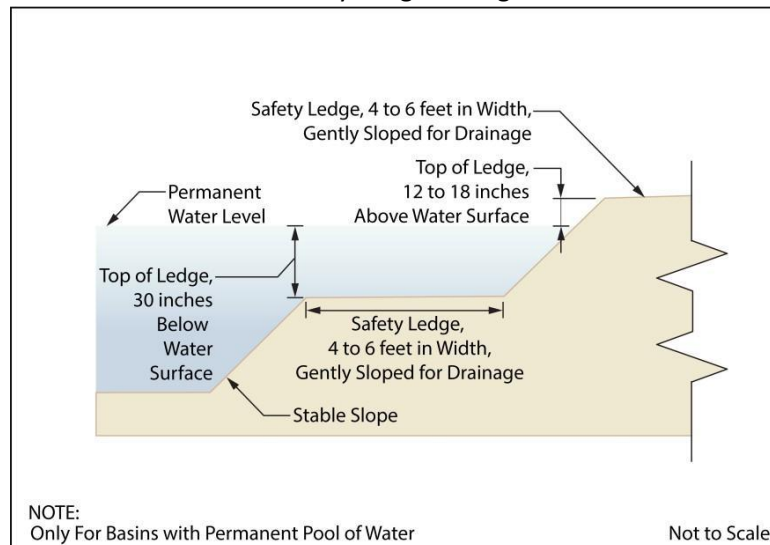 Safety Ledge, 4 to 6 feet in Width,
Gently Sloped for Drainage
Top of Ledge,
12 to 18 inches
Above Water Surface
Permanent
Water Level
Top of Ledge,
30 inches
Below
Water
Surface
Safety Ledge,
4 to 6 feet in Width,
Gently Sloped for Drainage
Stable Slope
NOTE:
Only For Basins with Permanent Pool of Water
Not to Scale